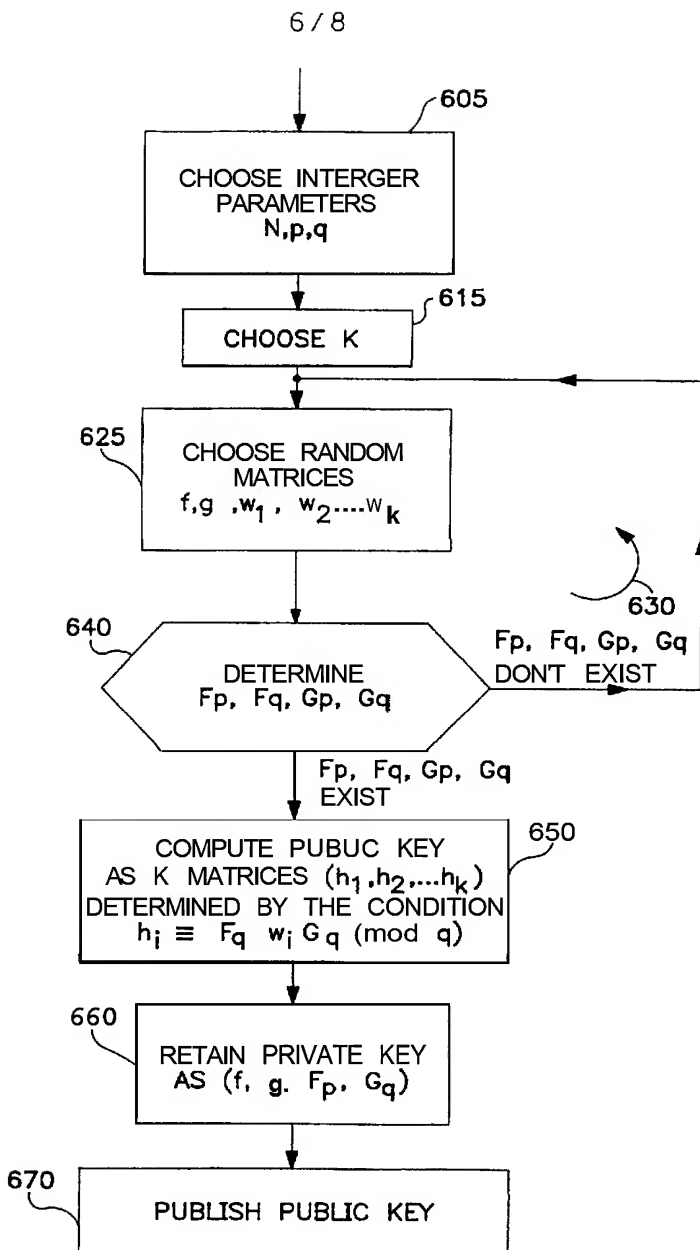 6/8
605
CHOOSE INTERGER
PARAMETERS
N,p,q
615
CHOOSE K
625
CHOOSE RANDOM
MATRICES
f,g ,w₁, w₂....wₖ
630
640
DETERMINE
Fp, Fq, Gp, Gq
Fp, Fq, Gp, Gq
DON'T EXIST
Fp, Fq, Gp, Gq
EXIST
650
COMPUTE PUBUC KEY
AS K MATRICES (h₁,h₂,...hₖ)
DETERMINED BY THE CONDITION
hᵢ ≡ Fq wᵢ Gq (mod q)
660
RETAIN PRIVATE KEY
AS (f, g. Fp, Gq)
670
PUBLISH PUBLIC KEY